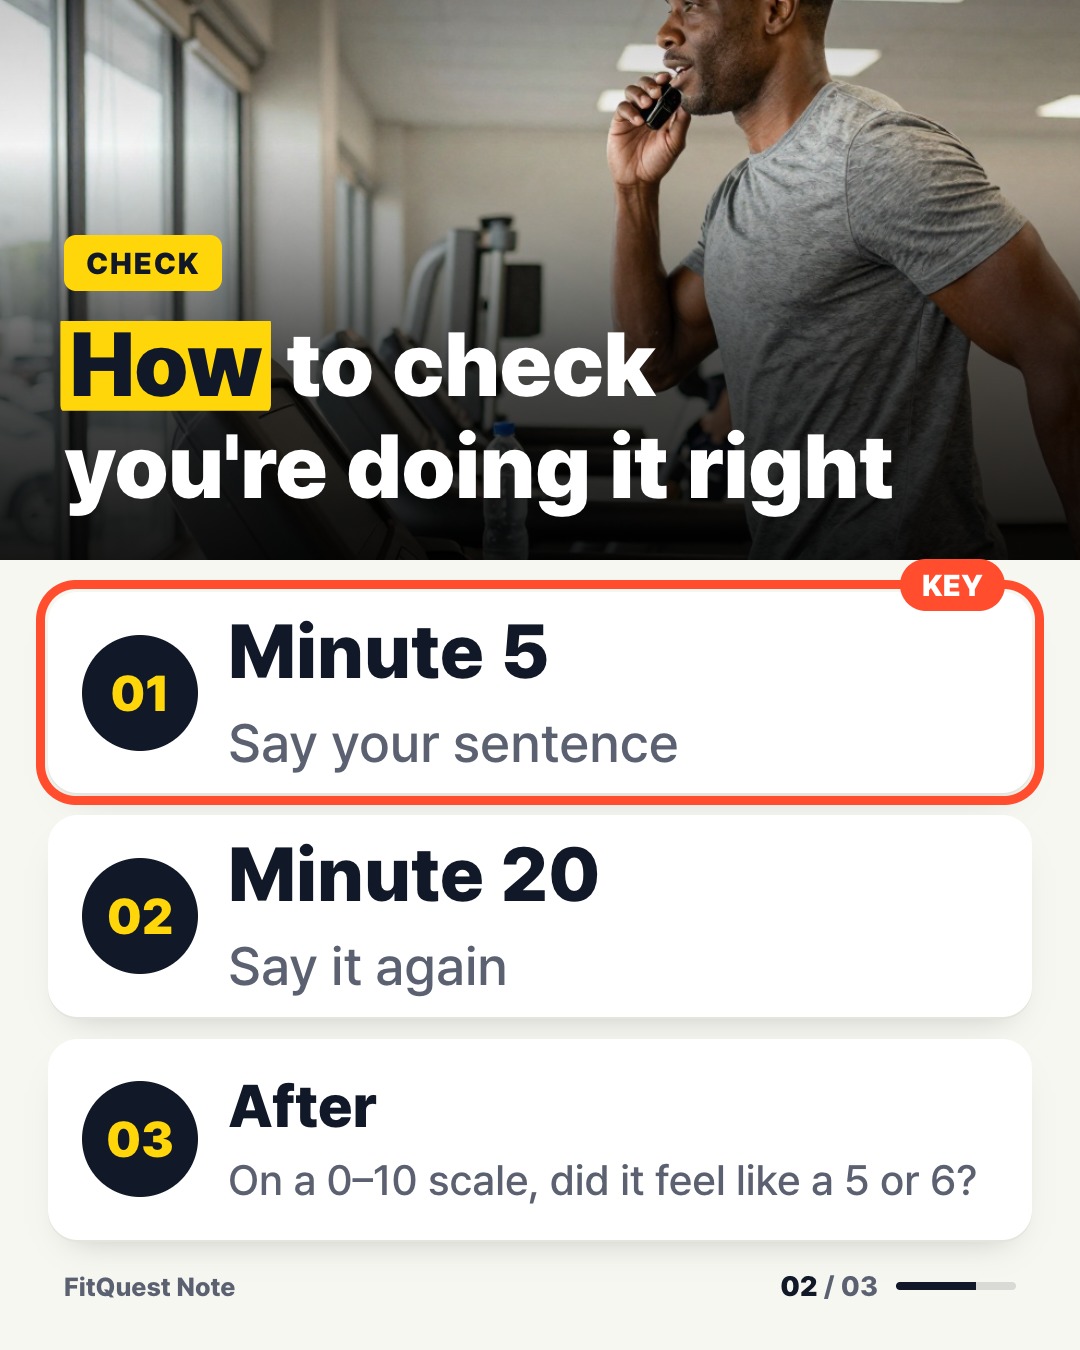 CHECK
How to check
you're doing it right
KEY
01
Minute 5
Say your sentence
02
Minute 20
Say it again
03
After
On a 0–10 scale, did it feel like a 5 or 6?
FitQuest Note
02 / 03